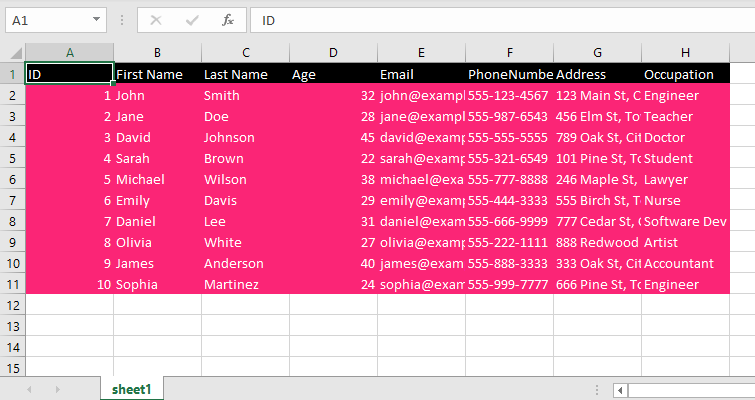 A1 fx ID
A B C D E F G H
1 ID First Name Last Name Age Email PhoneNumbe Address Occupation
2 1 John Smith 32 john@exampl 555-123-4567 123 Main St, C Engineer
3 2 Jane Doe 28 jane@examp 555-987-6543 456 Elm St, To Teacher
4 3 David Johnson 45 david@examp 555-555-5555 789 Oak St, Cit Doctor
5 4 Sarah Brown 22 sarah@examp 555-321-6549 101 Pine St, To Student
6 5 Michael Wilson 38 michael@exa 555-777-8888 246 Maple St, Lawyer
7 6 Emily Davis 29 emily@examp 555-444-3333 555 Birch St, T Nurse
8 7 Daniel Lee 31 daniel@exam 555-666-9999 777 Cedar St, C Software Dev
9 8 Olivia White 27 olivia@examp 555-222-1111 888 Redwood Artist
10 9 James Anderson 40 james@exam 555-888-3333 333 Oak St, Cit Accountant
11 10 Sophia Martinez 24 sophia@exam 555-999-7777 666 Pine St, To Engineer
12
13
14
15
sheet1